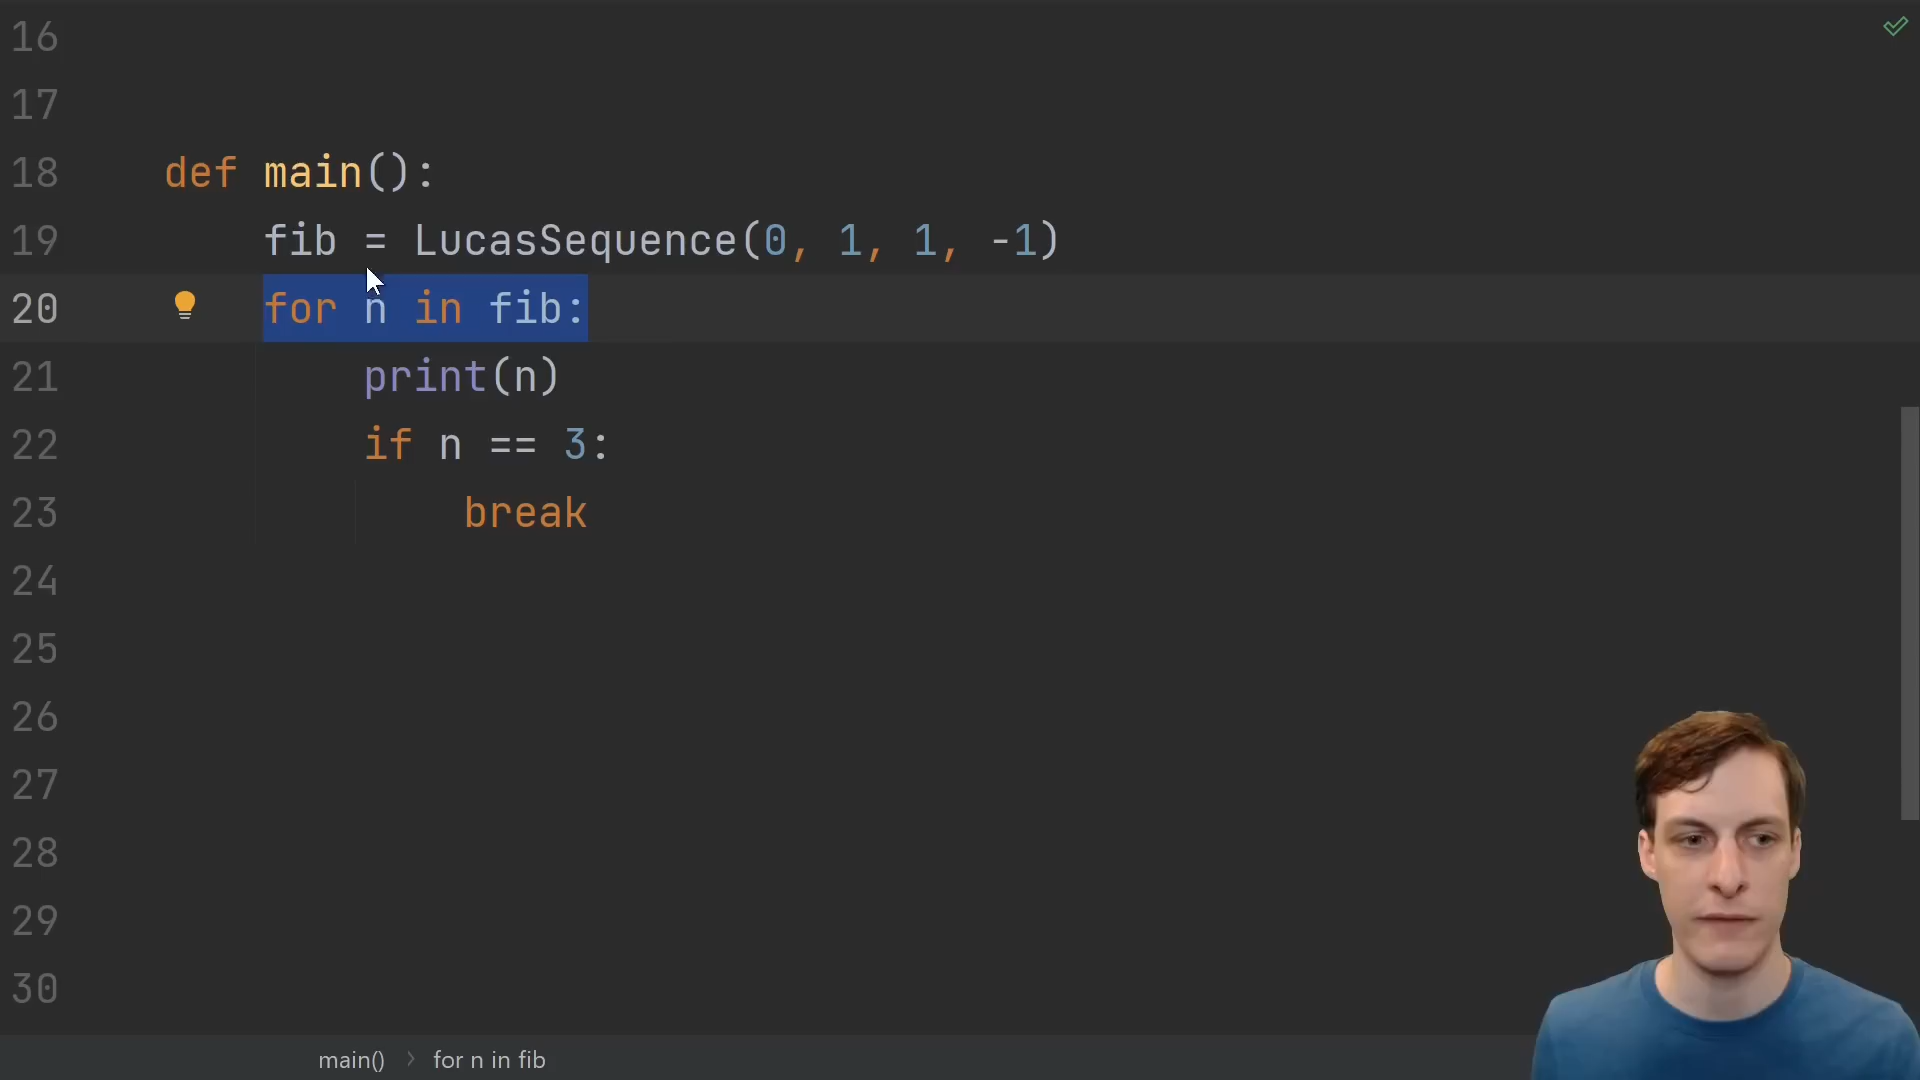 16
17
18 def main():
19 fib = LucasSequence(0, 1, 1, -1)
20 for n in fib:
21 print(n)
22 if n == 3:
23 break
24
25
26
27
28
29
30
main() > for n in fib